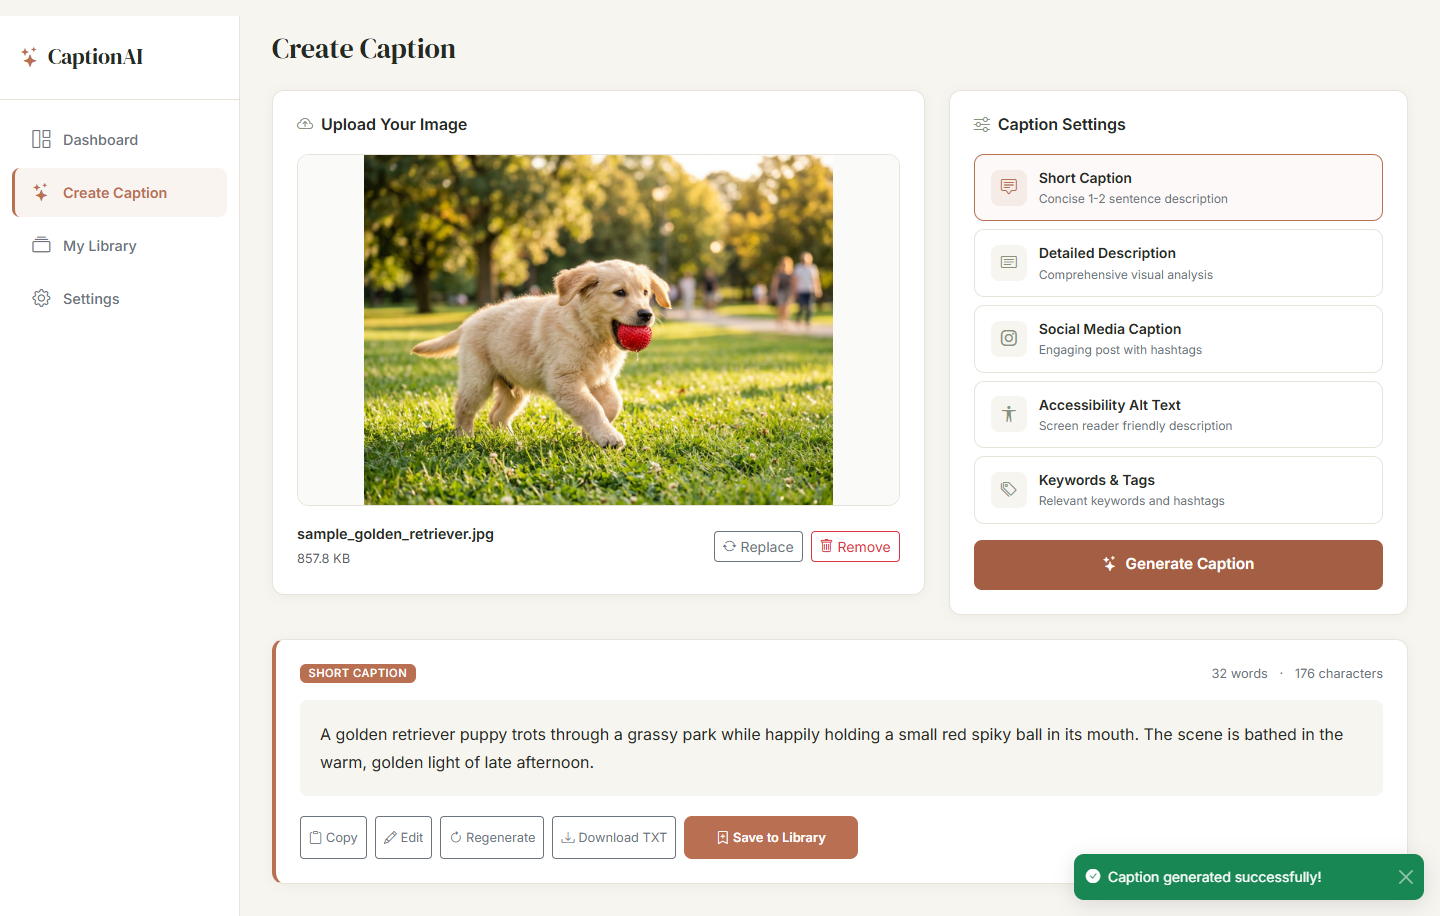 CaptionAI
Dashboard
Create Caption
My Library
Settings
Create Caption
Upload Your Image
sample_golden_retriever.jpg
857.8 KB
Replace
Remove
Caption Settings
Short Caption
Concise 1-2 sentence description
Detailed Description
Comprehensive visual analysis
Social Media Caption
Engaging post with hashtags
Accessibility Alt Text
Screen reader friendly description
Keywords & Tags
Relevant keywords and hashtags
Generate Caption
SHORT CAPTION
32 words · 176 characters
A golden retriever puppy trots through a grassy park while happily holding a small red spiky ball in its mouth. The scene is bathed in the
warm, golden light of late afternoon.
Copy
Edit
Regenerate
Download TXT
Save to Library
Caption generated successfully!